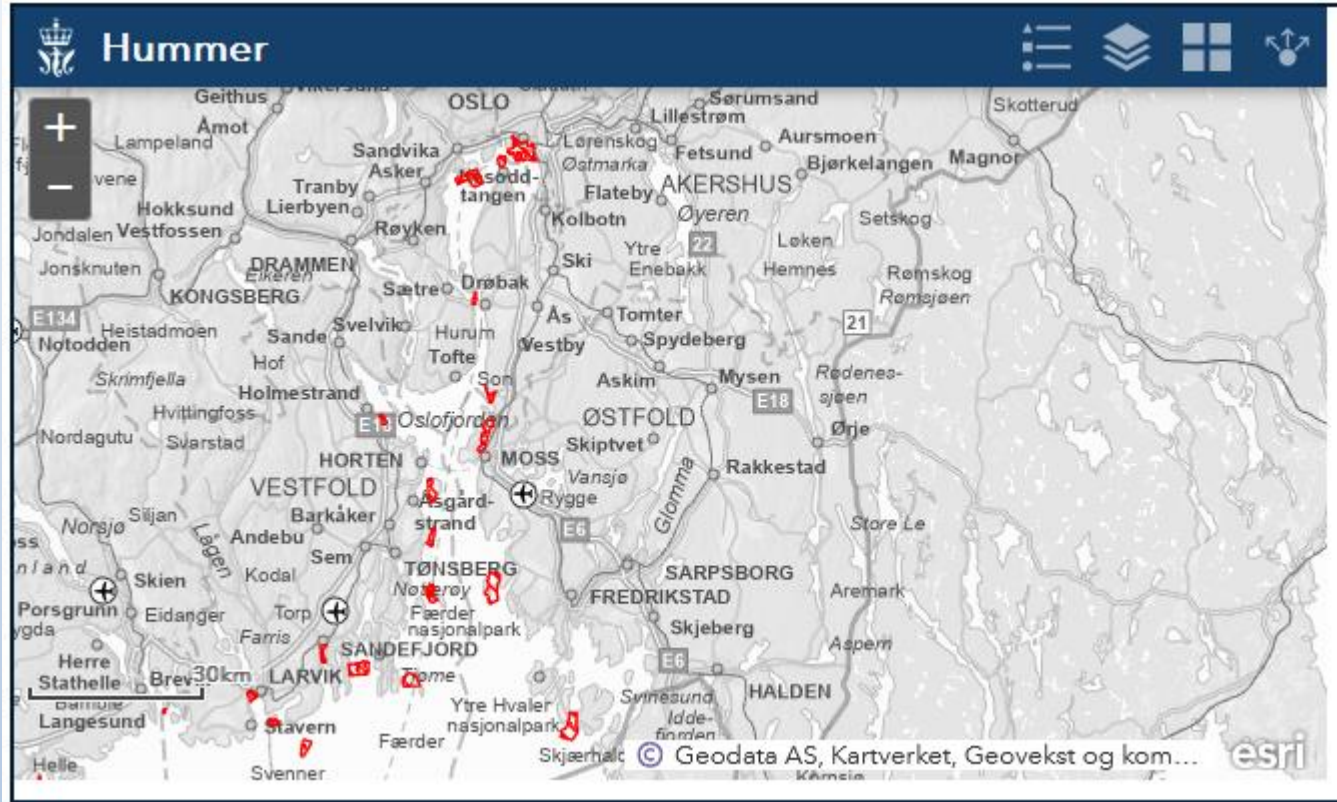 Hummer
Geithus
OSLO
Sørumsand
Skotterud
Åmot
Lillestrøm
Lampeland
Lørenskog
Aursmoen
Sandvika
Østmarka
Fetsund
Magnor
Asker
Bjørkelangen
Tranby
tangen
Flateby
AKERSHUS
Hokksund
Lierbyen
Kolbotn
Øyeren
Setskog
Jondalen
Vestfossen
Røyken
22
Løken
Ytre
Enebakk
Jonsknuten
DRAMMEN
Ski
Hemnes
Rømskog
Eikeren
Sætre
Drøbak
Rømsjøen
KONGSBERG
E134
Heistadmoen
Svelvik
Hurum
Ås
Tomter
21
Notodden
Sande
Vestby
Spydeberg
Hof
Tofte
Skrimfjella
Son
Askim
Mysen
Rødenes-
sjøen
Holmestrand
E18
Hvittingfoss
Oslofjorden
ØSTFOLD
Nordagutu
Svarstad
Skiptvet
Ørje
HORTEN
MOSS
Rakkestad
Vansjø
VESTFOLD
Rygge
Åsgård-
strand
Glomma
Norsjø
Siljan
Barkåker
Store Le
Lågen
Andebu
E6
Sem
Kodal
TØNSBERG
SARPSBORG
Skien
Nøtterøy
FREDRIKSTAD
Aremark
Porsgrunn
Eidanger
Torp
Færder
nasjonalpark
Skjeberg
Farris
Aspern
Herre
SANDEFJORD
E6
Stathelle
30km
LARVIK
Tjøme
HALDEN
Svinesund
Bamble
Ytre Hvaler
nasjonalpark
Idde-
fjorden
Langesund
Stavern
Færder
Helle
Svenner
© Geodata AS, Kartverket, Geovekst og kom...
esri